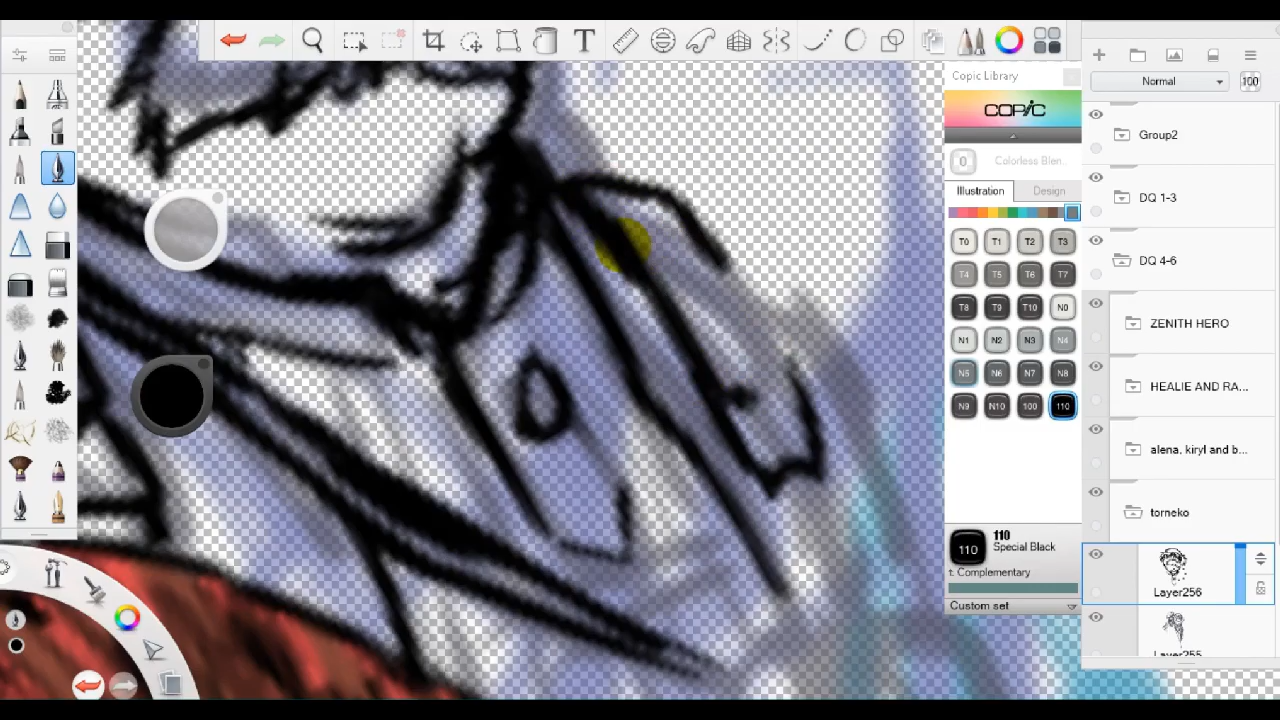 T
Copic Library
COPIC
0 Colorless Blen..
Illustration Design
T0 T1 T2 T3
T4 T5 T6 T7
T8 T9 T10 N0
N1 N2 N3 N4
N5 N6 N7 N8
N9 N10 100 110
110 110
Special Black
t. Complementary
Custom set
Normal 100
Group2
DQ 1-3
DQ 4-6
ZENITH HERO
HEALIE AND RA...
alena. kiryl and b...
torneko
Layer256
Layer255